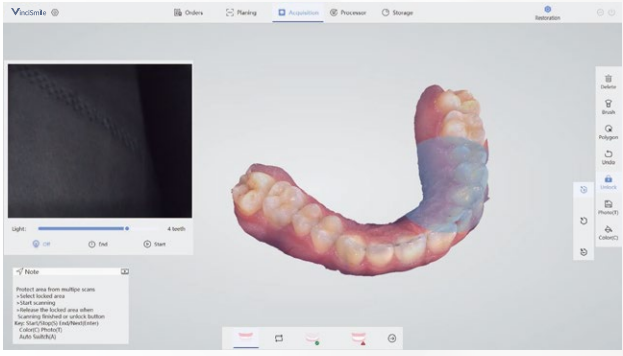 VinciSmile
Orders
Planing
Acquisition
Processor
Storage
Restoration
Delete
Brush
Polygon
Undo
Unlock
Photo(T)
Color(C)
Light:
4 teeth
Off
End
Start
Note
Protect area from multipe scans
>Select locked area
>Start scanning
>Release the locked area when
Scanning finished or unlock button
Key: Start/Stop(S) End/Next(Enter)
Color(C) Photo(T)
Auto Switch(A)